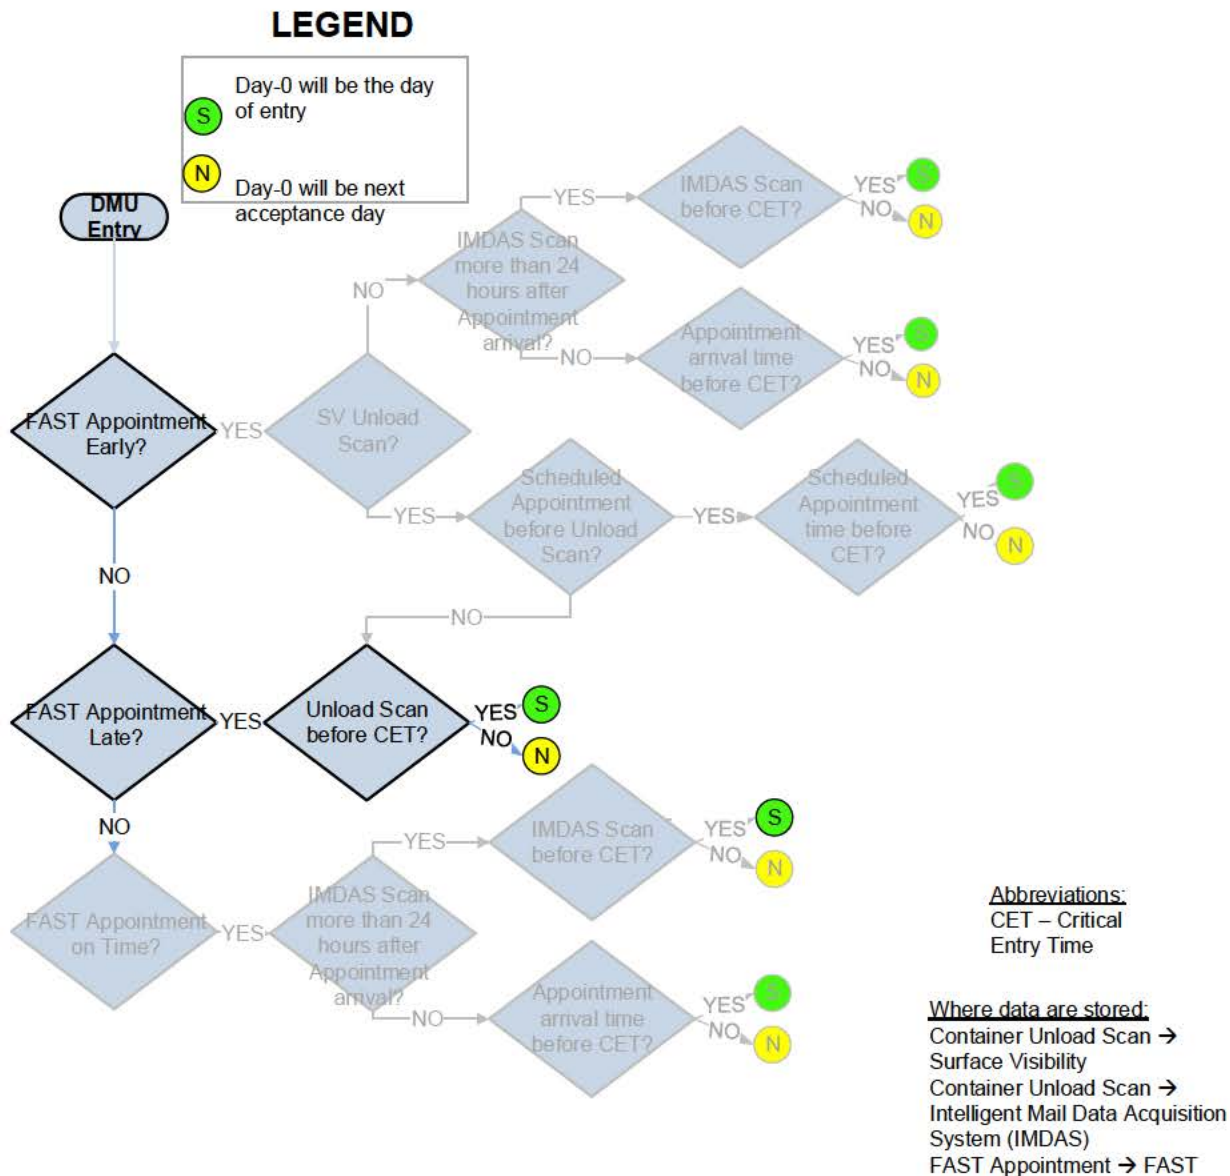 LEGEND
S
Day-0 will be the day
of entry
N
Day-0 will be next
acceptance day
DMU
Entry
FAST Appointment
Early?
YES
SV Unload
Scan?
NO
IMDAS Scan
more than 24
hours after
Appointment
arrival?
YES
IMDAS Scan
before CET?
YES
S
NO
N
NO
Appointment
arrival time
before CET?
YES
S
NO
N
YES
Scheduled
Appointment
before Unload
Scan?
YES
Scheduled
Appointment
time before
CET?
YES
S
NO
N
NO
NO
FAST Appointment
Late?
YES
Unload Scan
before CET?
YES
S
NO
N
NO
FAST Appointment
on Time?
YES
IMDAS Scan
more than 24
hours after
Appointment
arrival?
YES
IMDAS Scan
before CET?
YES
S
NO
N
NO
Appointment
arrival time
before CET?
YES
S
NO
N
Abbreviations:
CET – Critical
Entry Time
Where data are stored:
Container Unload Scan →
Surface Visibility
Container Unload Scan →
Intelligent Mail Data Acquisition
System (IMDAS)
FAST Appointment → FAST